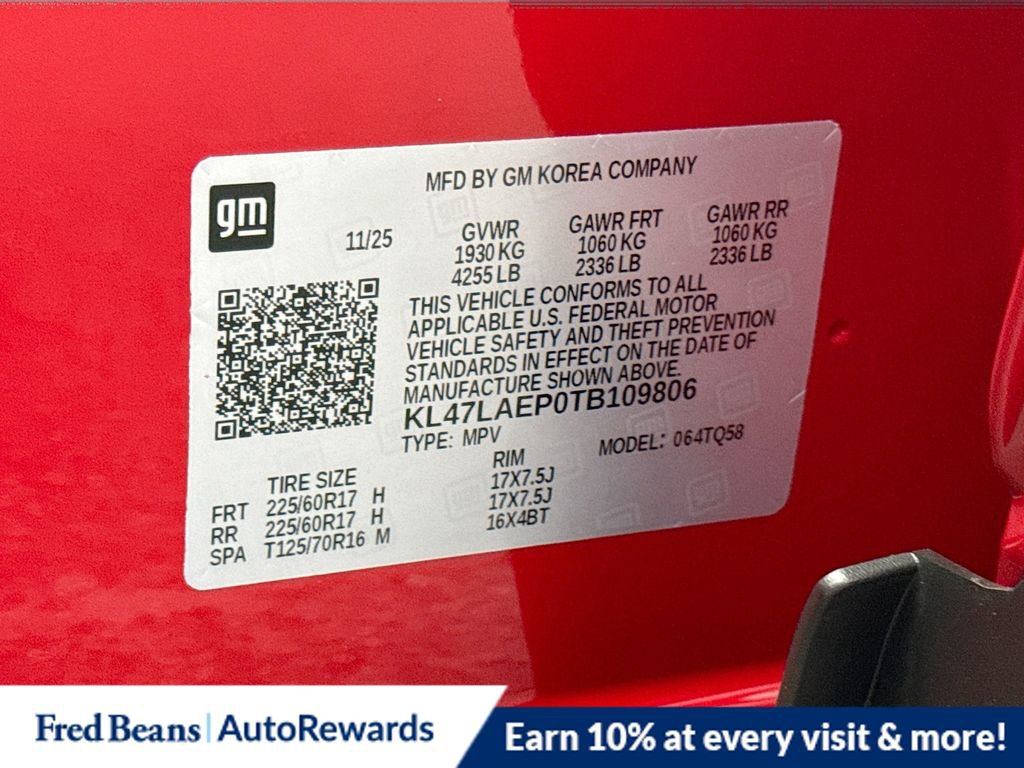 MFD BY GM KOREA COMPANY
gm
11/25
GVWR GAWR FRT GAWR RR
1930 KG 1060 KG 1060 KG
4255 LB 2336 LB 2336 LB
THIS VEHICLE CONFORMS TO ALL
APPLICABLE U.S. FEDERAL MOTOR
VEHICLE SAFETY AND THEFT PREVENTION
STANDARDS IN EFFECT ON THE DATE OF
MANUFACTURE SHOWN ABOVE.
KL47LAEP0TB109806
TYPE: MPV MODEL: 064TQ58
TIRE SIZE RIM
FRT 225/60R17 H 17X7.5J
RR 225/60R17 H 17X7.5J
SPA T125/70R16 M 16X4BT
Fred Beans AutoRewards
Earn 10% at every visit & more!